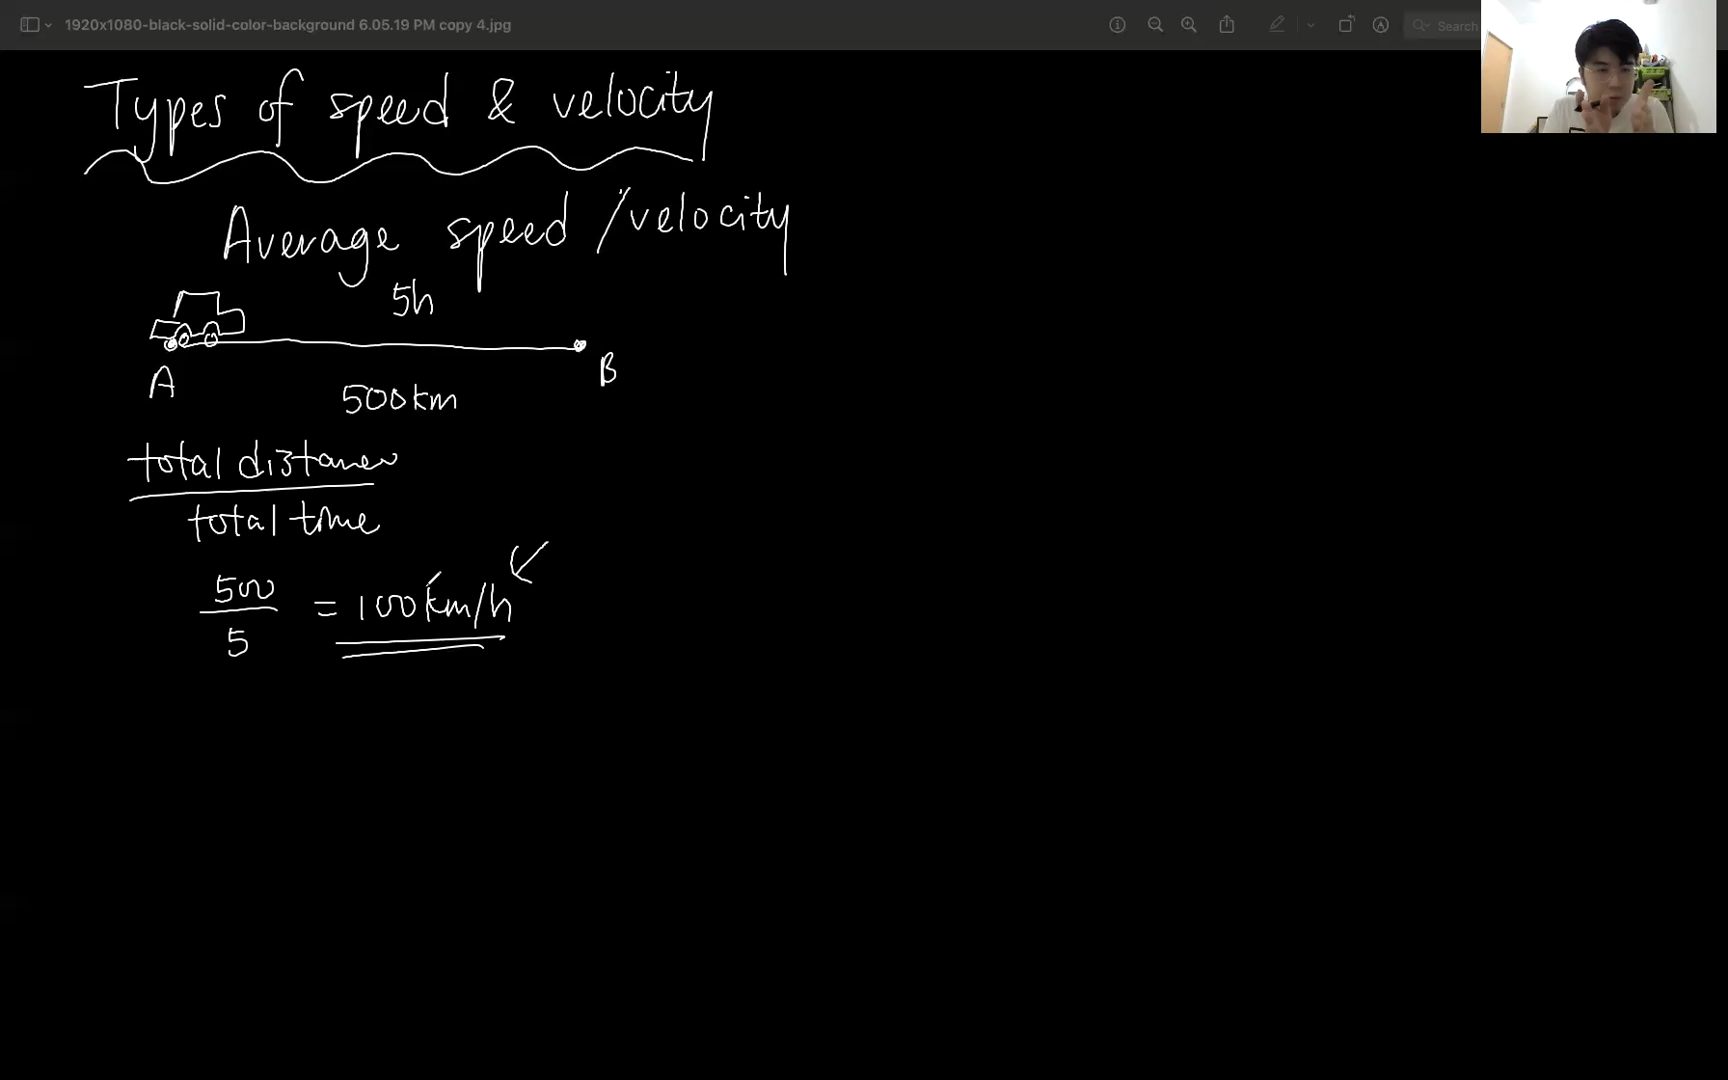 1920x1080-black-solid-color-background 6.05.19 PM copy 4.jpg
Search
Types of speed & velocity
Average speed / velocity
5h
A
B
500km
total distance
total time
500
5
= 100km/h